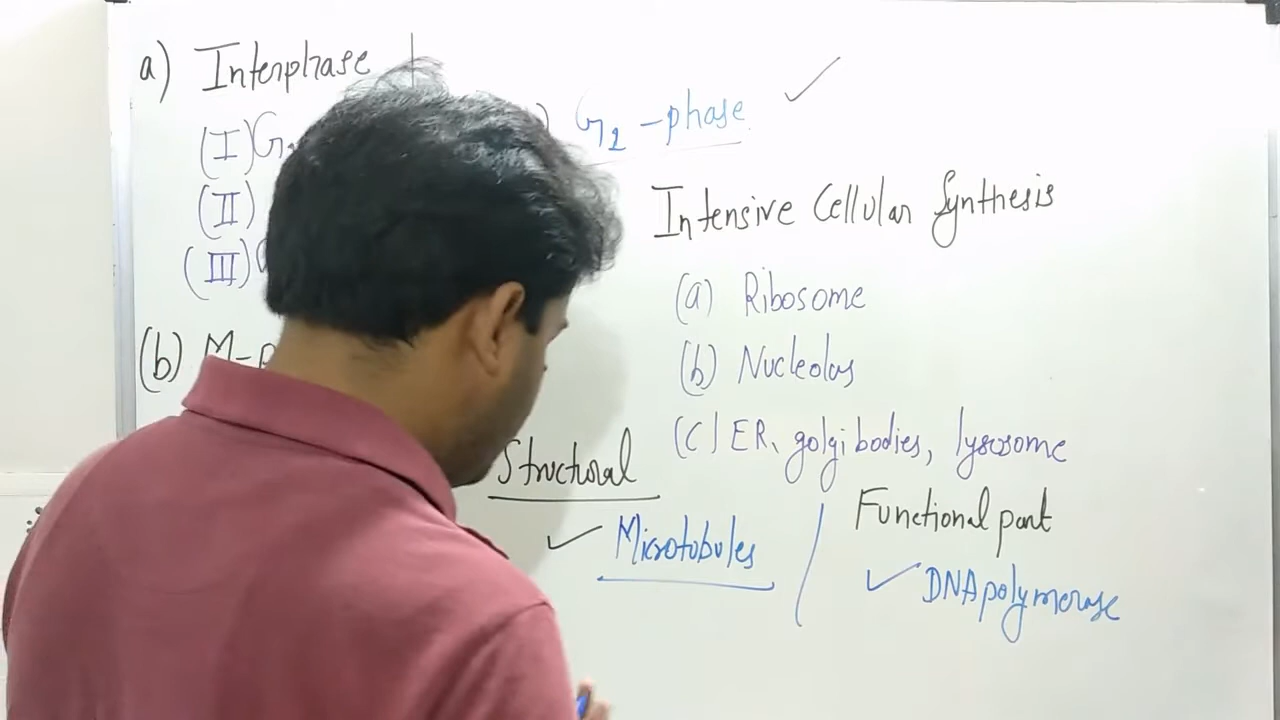 a) Interphase
(I) G
(II)
(III)
(b) M-p
) G2 -phase
Intensive Cellular Synthesis
(a) Ribosome
(b) Nucleolus
(C) ER, golgi bodies, lysosome
Structural
Microtubules
Functional part
DNA polymerase